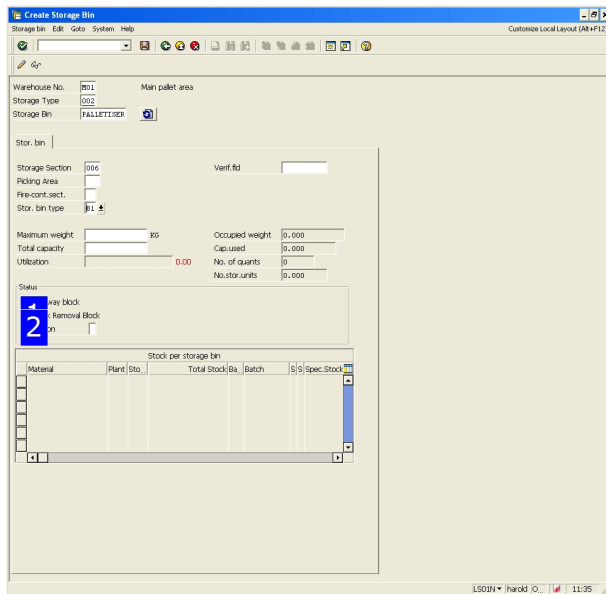 Create Storage Bin
Storage bin Edit Goto System Help Customize Local Layout (Alt+F12)
Warehouse No. M01 Main pallet area
Storage Type 002
Storage Bin PALLETISER
Stor. bin
Storage Section 006 Verif.fld
Picking Area
Fire-cont.sect.
Stor. bin type B1
Maximum weight KG Occupied weight 0.000
Total capacity Cap.used 0.000
Utilization 0.00 No. of quants 0
No.stor.units 0.000
Status
1 way block
2 Removal Block
Stock per storage bin
Material Plant Sto... Total Stock Ba... Batch S S Spec.Stock
LS01N harold O... 11:35